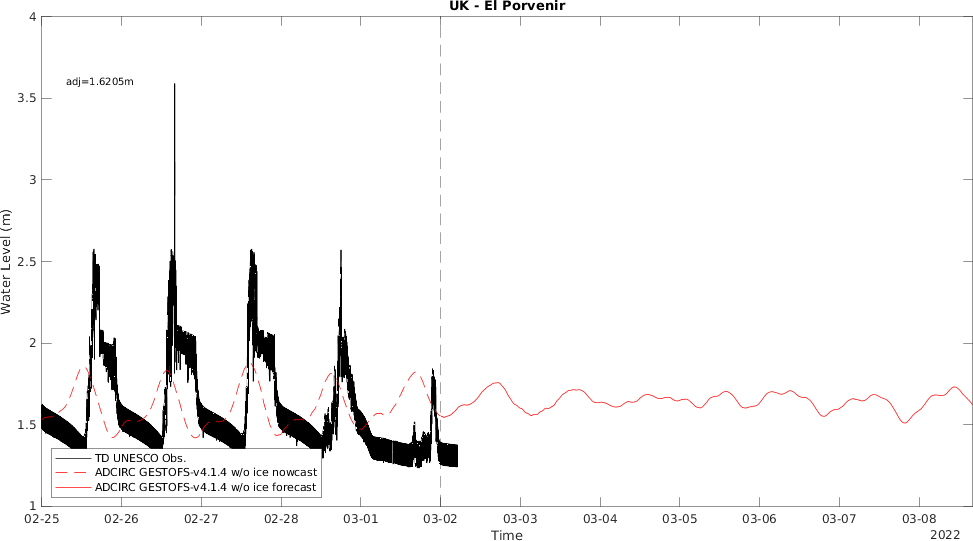 UK - El Porvenir
4
adj=1.6205m
3.5
3
2.5
2
1.5
1
Water Level (m)
TD UNESCO Obs.
ADCIRC GESTOFS-v4.1.4 w/o ice nowcast
ADCIRC GESTOFS-v4.1.4 w/o ice forecast
02-25 02-26 02-27 02-28 03-01 03-02 03-03 03-04 03-05 03-06 03-07 03-08
Time 2022